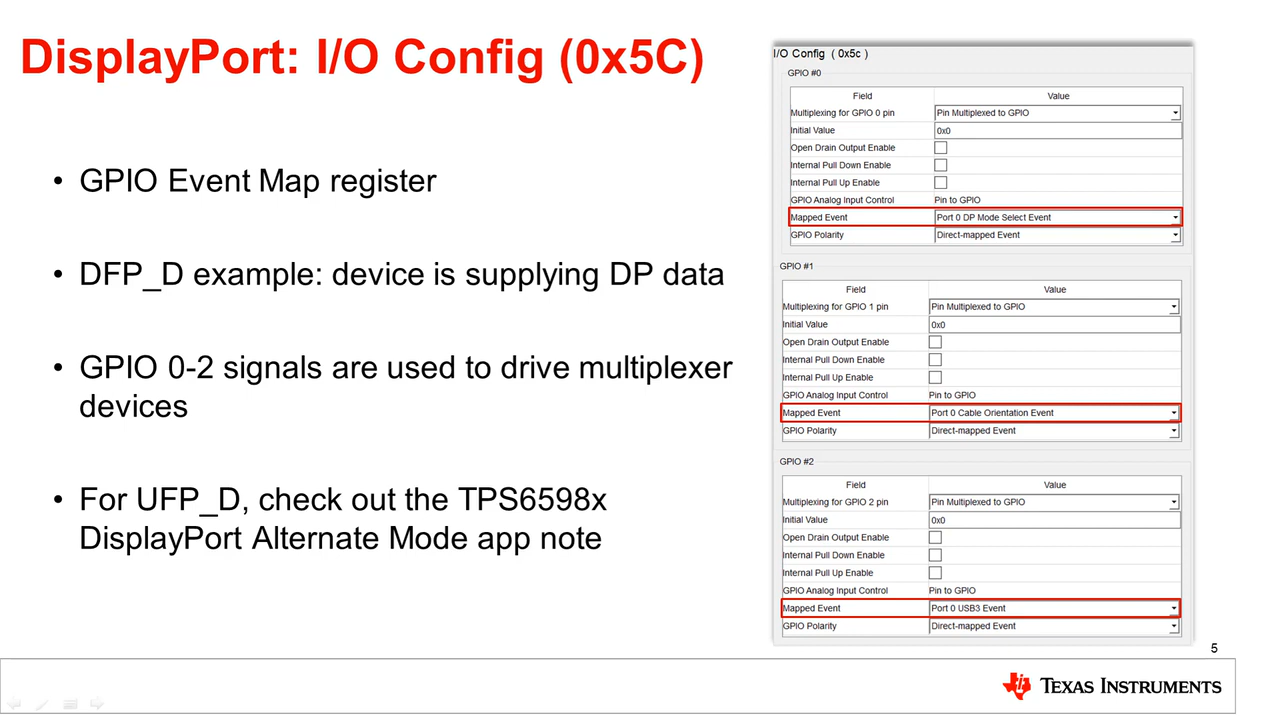 DisplayPort: I/O Config (0x5C)
• GPIO Event Map register
• DFP_D example: device is supplying DP data
• GPIO 0-2 signals are used to drive multiplexer
devices
• For UFP_D, check out the TPS6598x
DisplayPort Alternate Mode app note
I/O Config ( 0x5c )
GPIO #0
Field Value
Multiplexing for GPIO 0 pin Pin Multiplexed to GPIO
Initial Value 0x0
Open Drain Output Enable
Internal Pull Down Enable
Internal Pull Up Enable
GPIO Analog Input Control Pin to GPIO
Mapped Event Port 0 DP Mode Select Event
GPIO Polarity Direct-mapped Event
GPIO #1
Field Value
Multiplexing for GPIO 1 pin Pin Multiplexed to GPIO
Initial Value 0x0
Open Drain Output Enable
Internal Pull Down Enable
Internal Pull Up Enable
GPIO Analog Input Control Pin to GPIO
Mapped Event Port 0 Cable Orientation Event
GPIO Polarity Direct-mapped Event
GPIO #2
Field Value
Multiplexing for GPIO 2 pin Pin Multiplexed to GPIO
Initial Value 0x0
Open Drain Output Enable
Internal Pull Down Enable
Internal Pull Up Enable
GPIO Analog Input Control Pin to GPIO
Mapped Event Port 0 USB3 Event
GPIO Polarity Direct-mapped Event
5
TEXAS INSTRUMENTS